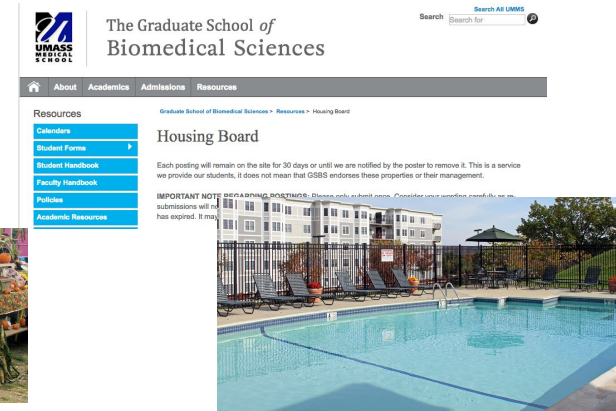 Search All UMMS
Search
Search for
UMASS
MEDICAL
SCHOOL
The Graduate School of
Biomedical Sciences
About Academics Admissions Resources
Resources
Calendars
Student Forms
Student Handbook
Faculty Handbook
Policies
Academic Resources
Graduate School of Biomedical Sciences > Resources > Housing Board
Housing Board
Each posting will remain on the site for 30 days or until we are notified by the poster to remove it. This is a service
we provide our students, it does not mean that GSBS endorses these properties or their management.
IMPORTANT NOTE REGARDING POSTINGS: Please only submit once. Consider your wording carefully as re-
submissions will no
has expired. It may